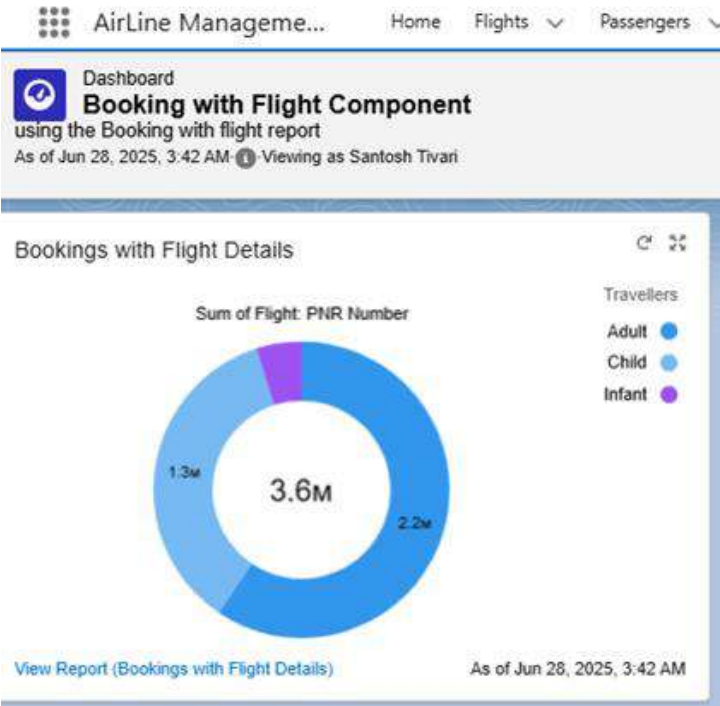 AirLine Manageme... Home Flights Passengers
Dashboard
Booking with Flight Component
using the Booking with flight report
As of Jun 28, 2025, 3:42 AM Viewing as Santosh Tivari
Bookings with Flight Details
Travellers
Sum of Flight: PNR Number
Adult
Child
Infant
1.3M
3.6M
2.2M
View Report (Bookings with Flight Details) As of Jun 28, 2025, 3:42 AM